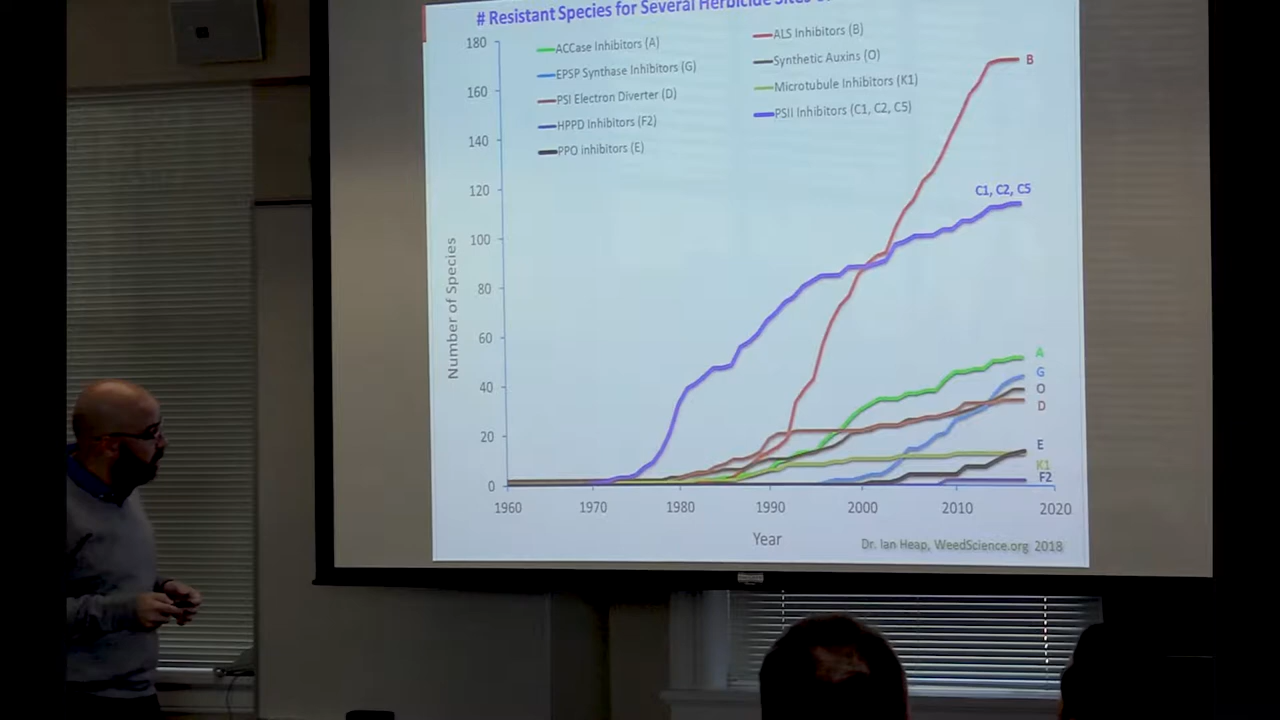 # Resistant Species for Several Herbicide Sites
180
160
140
120
100
80
60
40
20
0
Number of Species
ACCase Inhibitors (A)
EPSP Synthase Inhibitors (G)
PSI Electron Diverter (D)
HPPD Inhibitors (F2)
PPO inhibitors (E)
ALS Inhibitors (B)
Synthetic Auxins (O)
Microtubule Inhibitors (K1)
PSII Inhibitors (C1, C2, C5)
B
C1, C2, C5
A
G
O
D
E
K1
F2
1960 1970 1980 1990 2000 2010 2020
Year
Dr. Ian Heap, WeedScience.org 2018